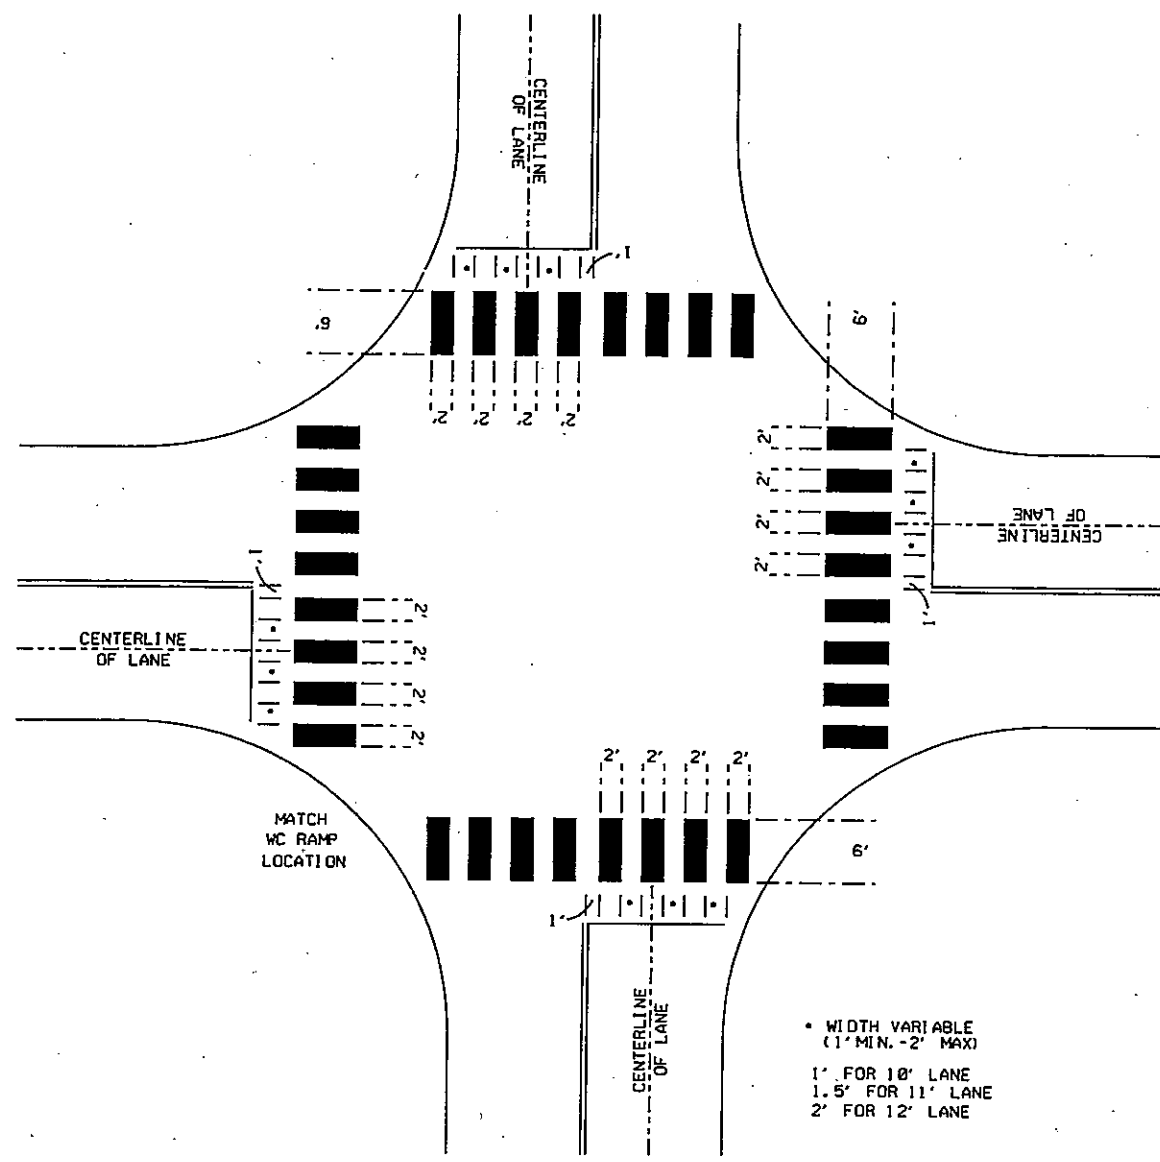 CENTERLINE
OF LANE
1'
6'
6'
2'
2'
2'
2'
2'
2'
2'
2'
CENTERLINE
OF LANE
1'
1'
2'
2'
2'
2'
CENTERLINE
OF LANE
2'
2'
2'
2'
MATCH
WC RAMP
LOCATION
6'
1'
CENTERLINE
OF LANE
• WIDTH VARIABLE
(1' MIN. -2' MAX)
1' FOR 10' LANE
1.5' FOR 11' LANE
2' FOR 12' LANE